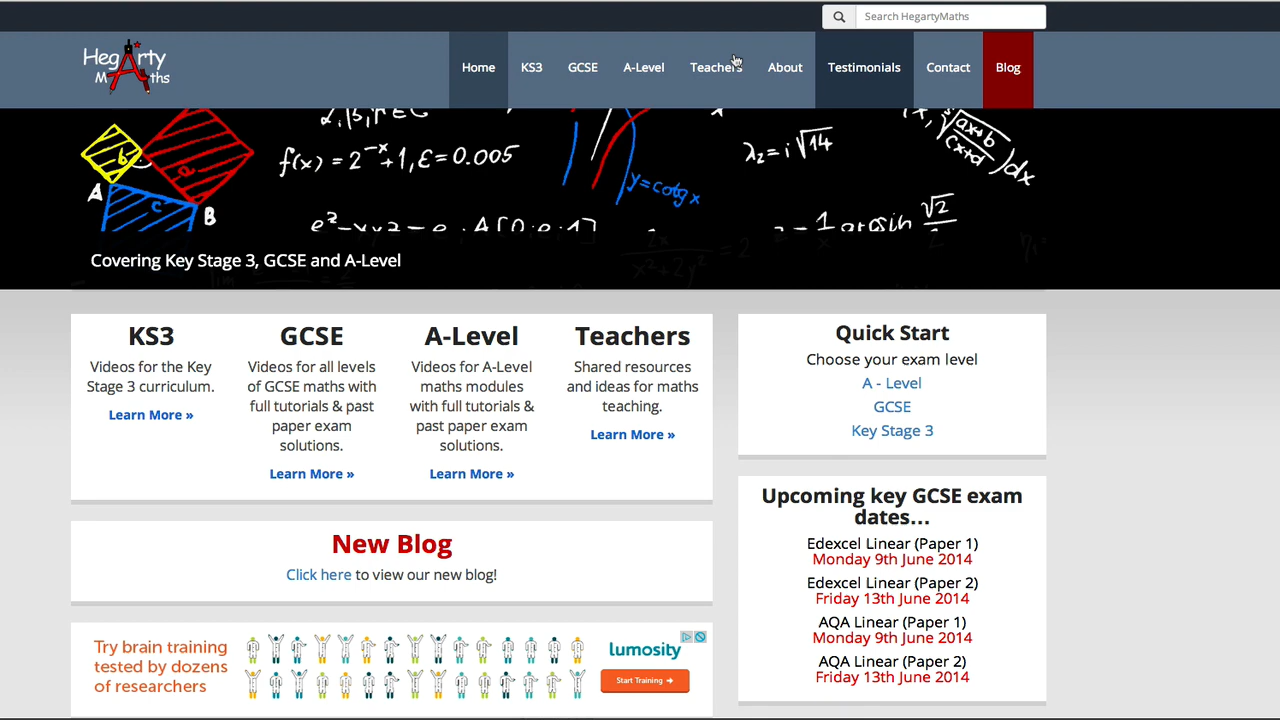 Search HegartyMaths
Hegarty
Maths
Home
KS3
GCSE
A-Level
Teachers
About
Testimonials
Contact
Blog
f(x) = 2^-x + 1, ε = 0.005
λ₂ = i√14
y = cotg x
b
a
A
c
B
Covering Key Stage 3, GCSE and A-Level
KS3
Videos for the Key
Stage 3 curriculum.
Learn More »
GCSE
Videos for all levels
of GCSE maths with
full tutorials & past
paper exam
solutions.
Learn More »
A-Level
Videos for A-Level
maths modules
with full tutorials &
past paper exam
solutions.
Learn More »
Teachers
Shared resources
and ideas for maths
teaching.
Learn More »
Quick Start
Choose your exam level
A - Level
GCSE
Key Stage 3
New Blog
Click here to view our new blog!
Upcoming key GCSE exam
dates...
Edexcel Linear (Paper 1)
Monday 9th June 2014
Edexcel Linear (Paper 2)
Friday 13th June 2014
AQA Linear (Paper 1)
Monday 9th June 2014
AQA Linear (Paper 2)
Friday 13th June 2014
Try brain training
tested by dozens
of researchers
lumosity
Start Training